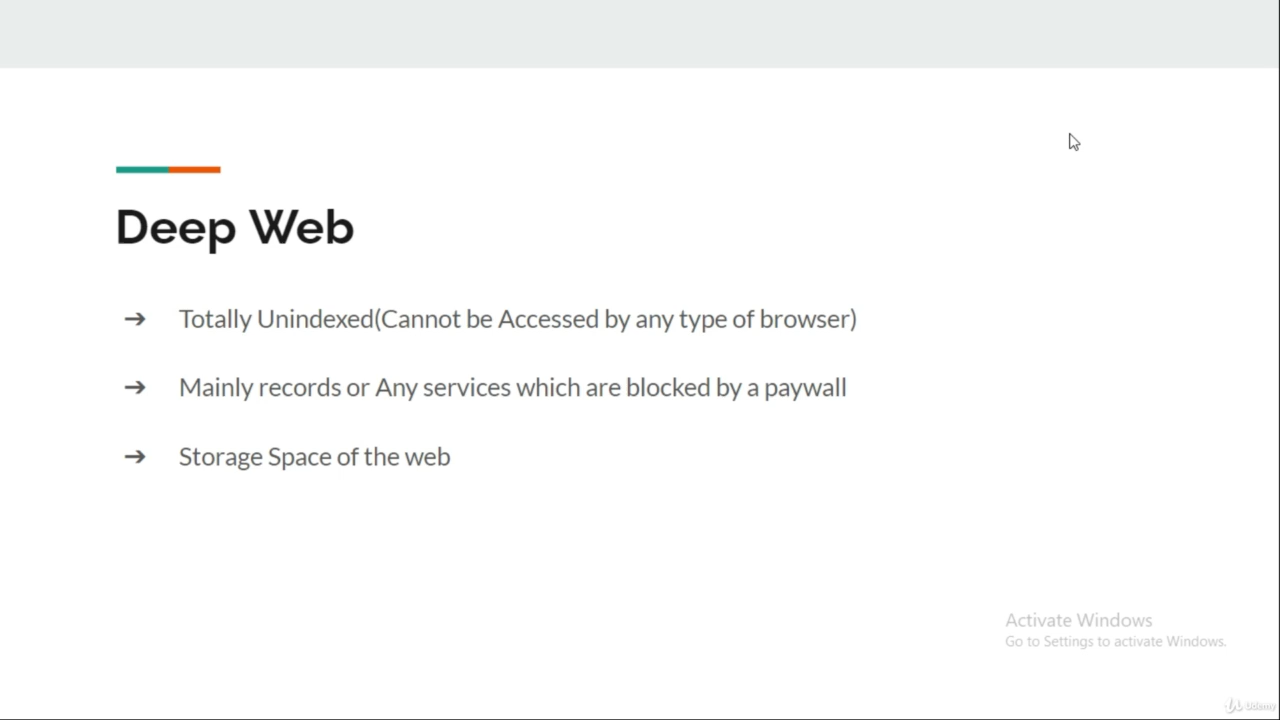 Deep Web
➔ Totally Unindexed(Cannot be Accessed by any type of browser)
➔ Mainly records or Any services which are blocked by a paywall
➔ Storage Space of the web
Activate Windows
Go to Settings to activate Windows.
Udemy